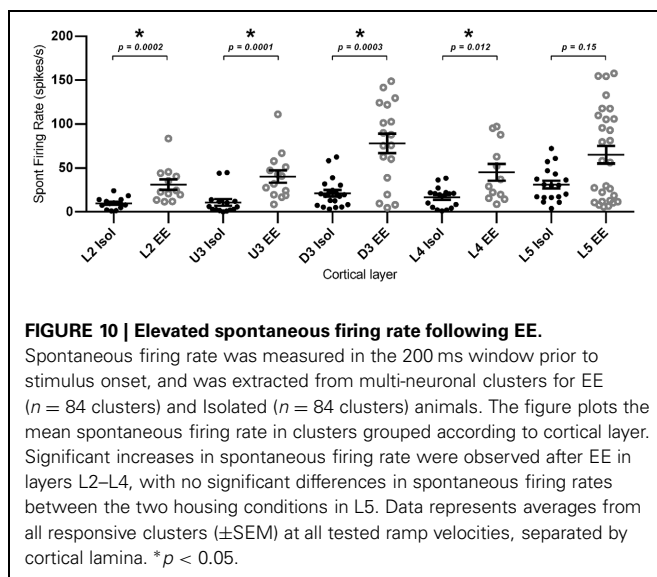 * * * *
p = 0.0002 p = 0.0001 p = 0.0003 p = 0.012 p = 0.15
200
150
100
50
0
Spont Firing Rate (spikes/s)
L2 Isol L2 EE U3 Isol U3 EE D3 Isol D3 EE L4 Isol L4 EE L5 Isol L5 EE
Cortical layer
FIGURE 10 | Elevated spontaneous firing rate following EE.
Spontaneous firing rate was measured in the 200 ms window prior to
stimulus onset, and was extracted from multi-neuronal clusters for EE
(n = 84 clusters) and Isolated (n = 84 clusters) animals. The figure plots the
mean spontaneous firing rate in clusters grouped according to cortical layer.
Significant increases in spontaneous firing rate were observed after EE in
layers L2–L4, with no significant differences in spontaneous firing rates
between the two housing conditions in L5. Data represents averages from
all responsive clusters (±SEM) at all tested ramp velocities, separated by
cortical lamina. *p < 0.05.